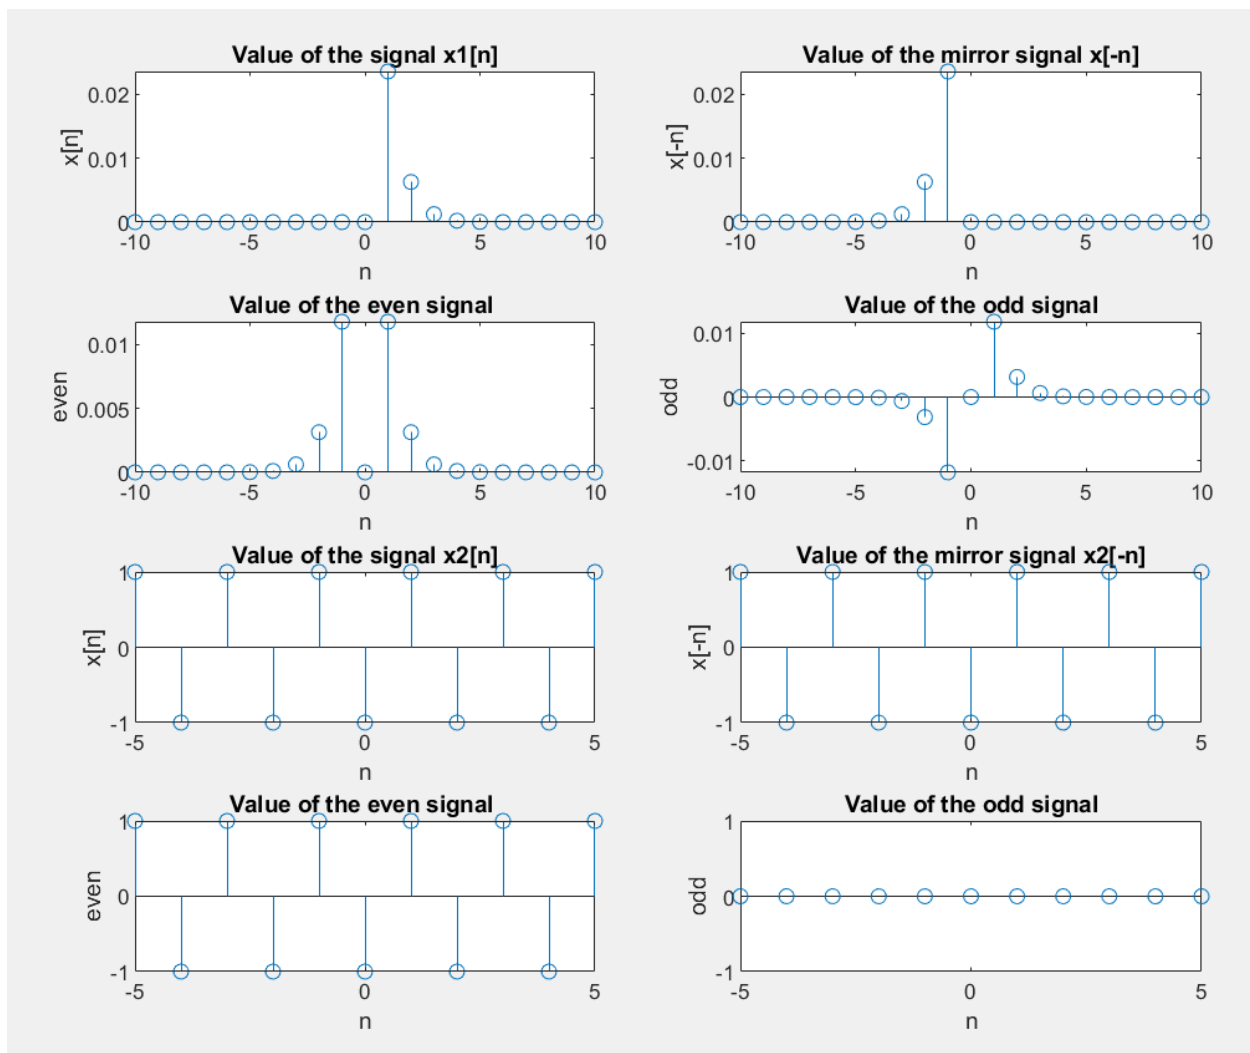 Value of the signal x1[n]
x[n]
0.02
0.01
0
-10 -5 0 5 10
n
Value of the mirror signal x[-n]
x[-n]
0.02
0.01
0
-10 -5 0 5 10
n
Value of the even signal
even
0.01
0.005
0
-10 -5 0 5 10
n
Value of the odd signal
odd
0.01
0
-0.01
-10 -5 0 5 10
n
Value of the signal x2[n]
x[n]
1
0
-1
-5 0 5
n
Value of the mirror signal x2[-n]
x[-n]
1
0
-1
-5 0 5
n
Value of the even signal
even
1
0
-1
-5 0 5
n
Value of the odd signal
odd
1
0
-1
-5 0 5
n